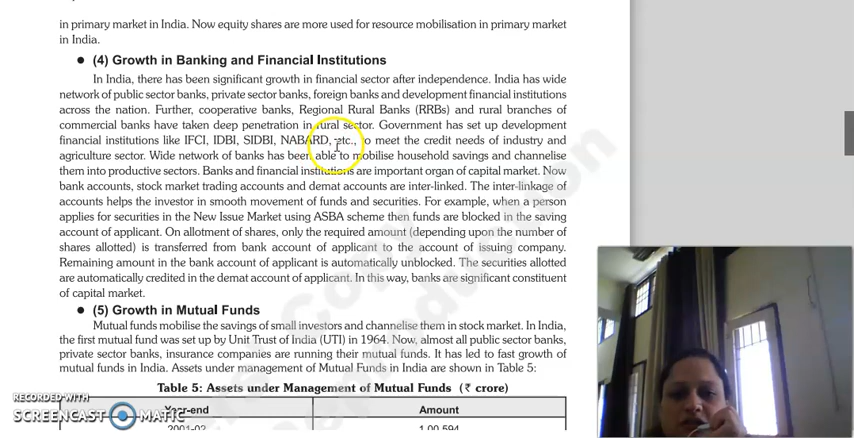 in primary market in India. Now equity shares are more used for resource mobilisation in primary market
in India.
● (4) Growth in Banking and Financial Institutions
In India, there has been significant growth in financial sector after independence. India has wide
network of public sector banks, private sector banks, foreign banks and development financial institutions
across the nation. Further, cooperative banks, Regional Rural Banks (RRBs) and rural branches of
commercial banks have taken deep penetration in rural sector. Government has set up development
financial institutions like IFCI, IDBI, SIDBI, NABARD, etc., to meet the credit needs of industry and
agriculture sector. Wide network of banks has been able to mobilise household savings and channelise
them into productive sectors. Banks and financial institutions are important organ of capital market. Now
bank accounts, stock market trading accounts and demat accounts are inter-linked. The inter-linkage of
accounts helps the investor in smooth movement of funds and securities. For example, when a person
applies for securities in the New Issue Market using ASBA scheme then funds are blocked in the saving
account of applicant. On allotment of shares, only the required amount (depending upon the number of
shares allotted) is transferred from bank account of applicant to the account of issuing company.
Remaining amount in the bank account of applicant is automatically unblocked. The securities allotted
are automatically credited in the demat account of applicant. In this way, banks are significant constituent
of capital market.
● (5) Growth in Mutual Funds
Mutual funds mobilise the savings of small investors and channelise them in stock market. In India,
the first mutual fund was set up by Unit Trust of India (UTI) in 1964. Now, almost all public sector banks,
private sector banks, insurance companies are running their mutual funds. It has led to fast growth of
mutual funds in India. Assets under management of Mutual Funds in India are shown in Table 5:
Table 5: Assets under Management of Mutual Funds (₹ crore)
Year-end Amount
2001-02 1,00,594
RECORDED WITH
SCREENCAST MATIC